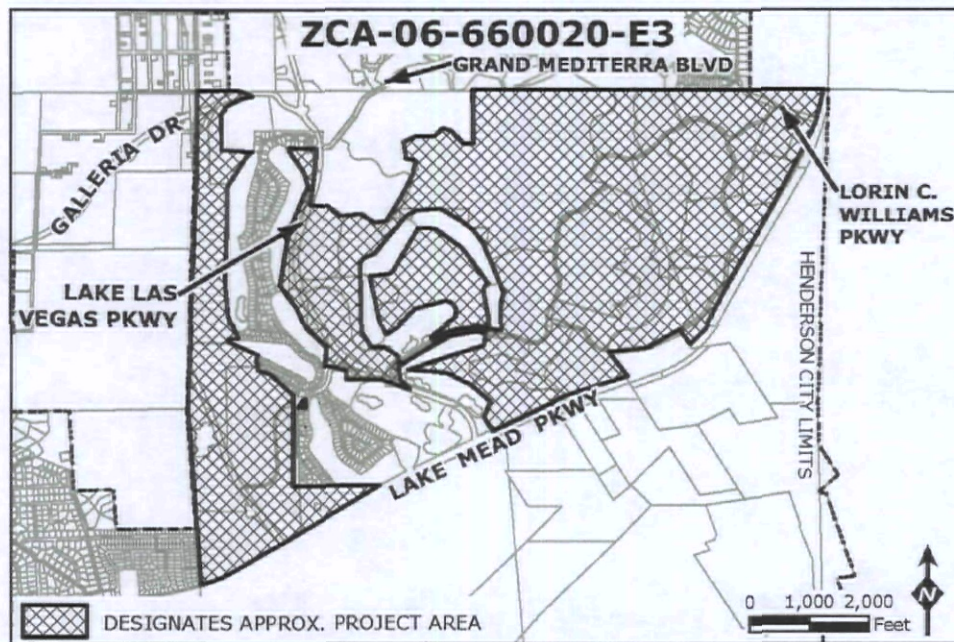 ZCA-06-660020-E3
GRAND MEDITERRA BLVD
GALLERIA DR
LORIN C.
WILLIAMS
PKWY
LAKE LAS
VEGAS PKWY
HENDERSON CITY LIMITS
LAKE MEAD PKWY
N
0 1,000 2,000
Feet
DESIGNATES APPROX. PROJECT AREA